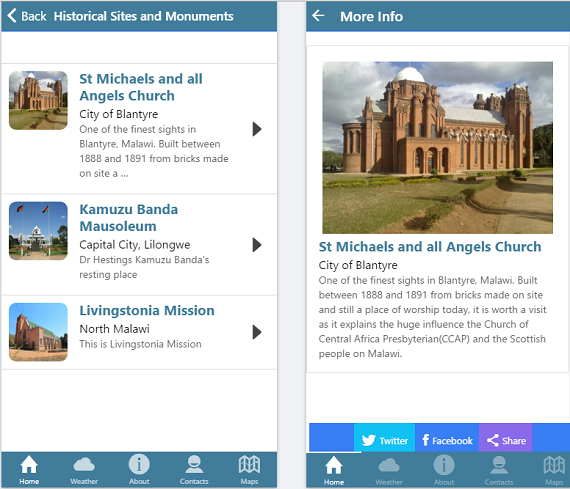 Back Historical Sites and Monuments
St Michaels and all
Angels Church
City of Blantyre
One of the finest sights in
Blantyre, Malawi. Built between
1888 and 1891 from bricks made
on site a ...
Kamuzu Banda
Mausoleum
Capital City, Lilongwe
Dr Hestings Kamuzu Banda's
resting place
Livingstonia Mission
North Malawi
This is Livingstonia Mission
Home Weather About Contacts Maps
More Info
St Michaels and all Angels Church
City of Blantyre
One of the finest sights in Blantyre, Malawi. Built
between 1888 and 1891 from bricks made on site
and still a place of worship today, it is worth a visit
as it explains the huge influence the Church of
Central Africa Presbyterian(CCAP) and the Scottish
people on Malawi.
Twitter Facebook Share
Home Weather About Contacts Maps